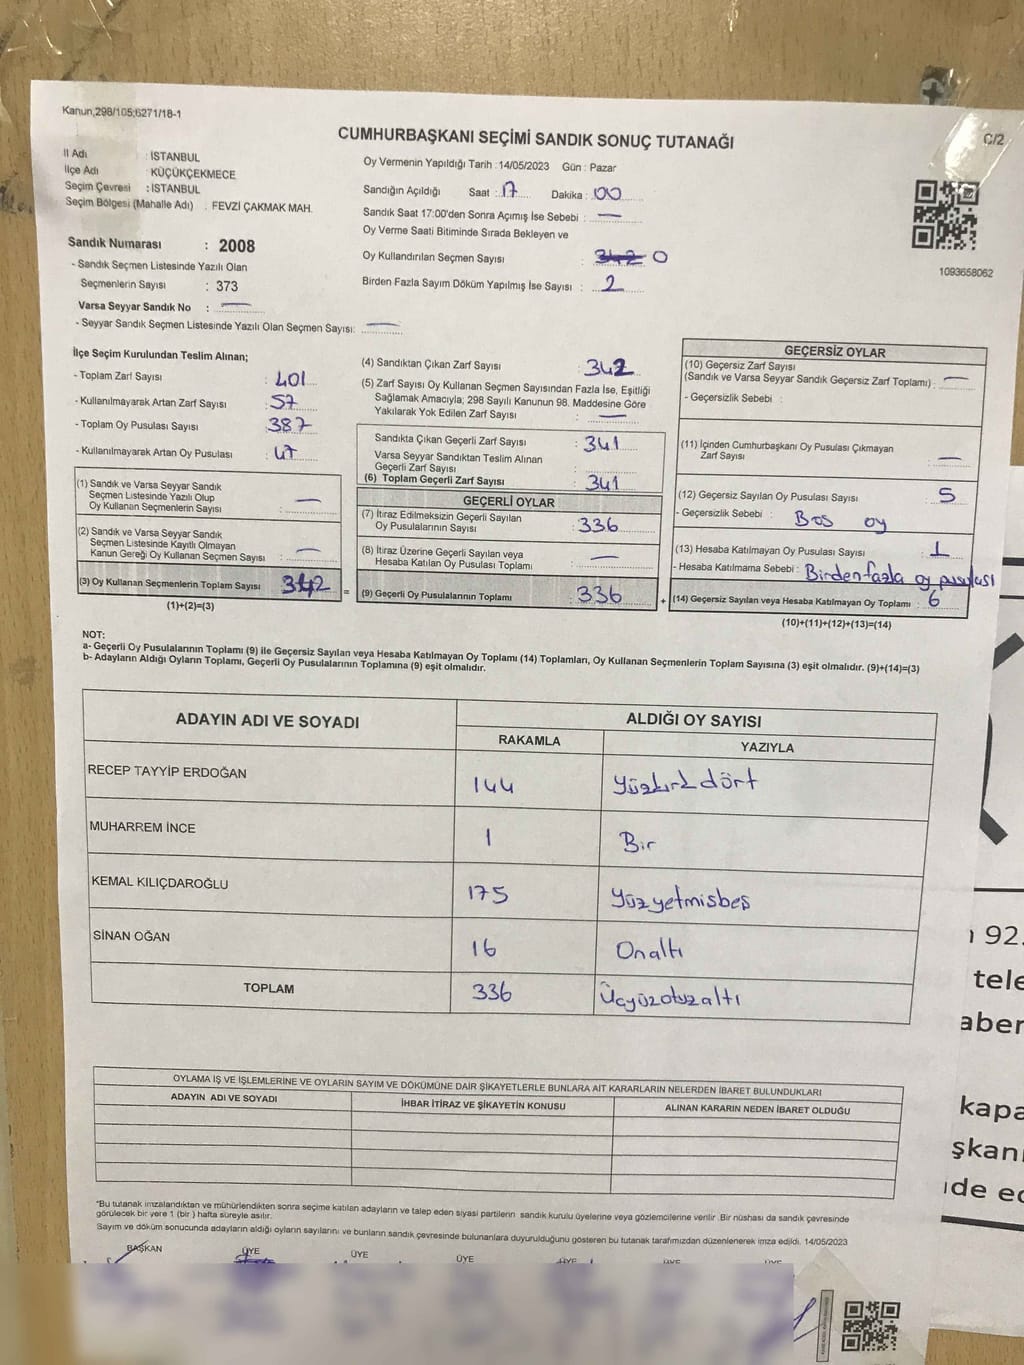 Kanun,298/105;6271/18-1
C/2
CUMHURBAŞKANI SEÇİMİ SANDIK SONUÇ TUTANAĞI
İl Adı : İSTANBUL
İlçe Adı : KÜÇÜKÇEKMECE
Seçim Çevresi : İSTANBUL
Seçim Bölgesi (Mahalle Adı) : FEVZİ ÇAKMAK MAH.
Oy Vermenin Yapıldığı Tarih :14/05/2023 Gün : Pazar
Sandığın Açıldığı Saat : 17 Dakika : 00
Sandık Saat 17:00'den Sonra Açımış İse Sebebi : —
Oy Verme Saati Bitiminde Sırada Bekleyen ve
Oy Kullandırılan Seçmen Sayısı : 342 0
Birden Fazla Sayım Döküm Yapılmış İse Sayısı : 2
1093658062
Sandık Numarası : 2008
- Sandık Seçmen Listesinde Yazılı Olan
Seçmenlerin Sayısı : 373
Varsa Seyyar Sandık No : —
- Seyyar Sandık Seçmen Listesinde Yazılı Olan Seçmen Sayısı: —
İlçe Seçim Kurulundan Teslim Alınan;
- Toplam Zarf Sayısı : 401
- Kullanılmayarak Artan Zarf Sayısı : 57
- Toplam Oy Pusulası Sayısı : 387
- Kullanılmayarak Artan Oy Pusulası : 47
(1) Sandık ve Varsa Seyyar Sandık
Seçmen Listesinde Yazılı Olup
Oy Kullanan Seçmenlerin Sayısı : —
(2) Sandık ve Varsa Seyyar Sandık
Seçmen Listesinde Kayıtlı Olmayan
Kanun Gereği Oy Kullanan Seçmen Sayısı : —
(3) Oy Kullanan Seçmenlerin Toplam Sayısı 342 =
(1)+(2)=(3)
(4) Sandıktan Çıkan Zarf Sayısı : 342
(5) Zarf Sayısı Oy Kullanan Seçmen Sayısından Fazla İse, Eşitliği
Sağlamak Amacıyla; 298 Sayılı Kanunun 98. Maddesine Göre
Yakılarak Yok Edilen Zarf Sayısı : —
Sandıkta Çıkan Geçerli Zarf Sayısı : 341
Varsa Seyyar Sandıktan Teslim Alınan
Geçerli Zarf Sayısı :
(6) Toplam Geçerli Zarf Sayısı : 341
GEÇERLİ OYLAR
(7) İtiraz Edilmeksizin Geçerli Sayılan
Oy Pusulalarının Sayısı : 336
(8) İtiraz Üzerine Geçerli Sayılan veya
Hesaba Katılan Oy Pusulası Toplamı : —
(9) Geçerli Oy Pusulalarının Toplamı : 336 +
GEÇERSİZ OYLAR
(10) Geçersiz Zarf Sayısı
(Sandık ve Varsa Seyyar Sandık Geçersiz Zarf Toplamı) : —
- Geçersizlik Sebebi :
(11) İçinden Cumhurbaşkanı Oy Pusulası Çıkmayan
Zarf Sayısı : —
(12) Geçersiz Sayılan Oy Pusulası Sayısı : 5
- Geçersizlik Sebebi : Bos oy
(13) Hesaba Katılmayan Oy Pusulası Sayısı : 1
- Hesaba Katılmama Sebebi : Birdenfazla oy pusulası
(14) Geçersiz Sayılan veya Hesaba Katılmayan Oy Toplamı : 6
(10)+(11)+(12)+(13)=(14)
NOT:
a- Geçerli Oy Pusulalarının Toplamı (9) ile Geçersiz Sayılan veya Hesaba Katılmayan Oy Toplamı (14) Toplamları, Oy Kullanan Seçmenlerin Toplam Sayısına (3) eşit olmalıdır. (9)+(14)=(3)
b- Adayların Aldığı Oyların Toplamı, Geçerli Oy Pusulalarının Toplamına (9) eşit olmalıdır.
ADAYIN ADI VE SOYADI ALDIĞI OY SAYISI
RAKAMLA YAZIYLA
RECEP TAYYİP ERDOĞAN 144 Yüzkırkdört
MUHARREM İNCE 1 Bir
KEMAL KILIÇDAROĞLU 175 Yüzyetmisbeş
SİNAN OĞAN 16 Onaltı
TOPLAM 336 Üçyüzotuzaltı
OYLAMA İŞ VE İŞLEMLERİNE VE OYLARIN SAYIM VE DÖKÜMÜNE DAİR ŞİKAYETLERLE BUNLARA AİT KARARLARIN NELERDEN İBARET BULUNDUKLARI
ADAYIN ADI VE SOYADI İHBAR İTİRAZ VE ŞİKAYETİN KONUSU ALINAN KARARIN NEDEN İBARET OLDUĞU
*Bu tutanak imzalandıktan ve mühürlendikten sonra seçime katılan adayların ve talep eden siyasi partilerin sandık kurulu üyelerine veya gözlemcilerine verilir .Bir nüshası da sandık çevresinde
görülecek bir yere 1 (bir ) hafta süreyle asılır.
Sayım ve döküm sonucunda adayların aldığı oyların sayılarını ve bunların sandık çevresinde bulunanlara duyurulduğunu gösteren bu tutanak tarafımızdan düzenlenerek imza edildi. 14/05/2023
BAŞKAN ÜYE ÜYE ÜYE ÜYE ÜYE ÜYE
92.
tele
aber
kapa
şkanı
de ec